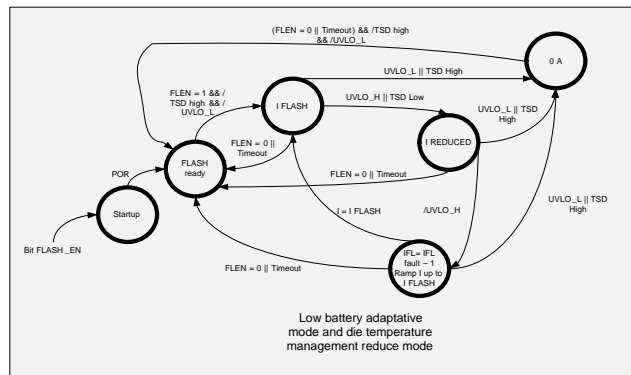 (FLEN = 0 || Timeout) && /TSD high
&& /UVLO_L
0 A
UVLO_L || TSD High
FLEN = 1 && /
TSD high && /
UVLO_L
I FLASH
UVLO_H || TSD Low
UVLO_L || TSD
High
I REDUCED
FLEN = 0 ||
Timeout
FLASH
ready
POR
FLEN = 0 || Timeout
Startup
UVLO_L || TSD
High
I = I FLASH
/UVLO_H
Bit FLASH _EN
IFL= IFL
fault – 1
Ramp I up to
I FLASH
FLEN = 0 || Timeout
Low battery adaptative
mode and die temperature
management reduce mode